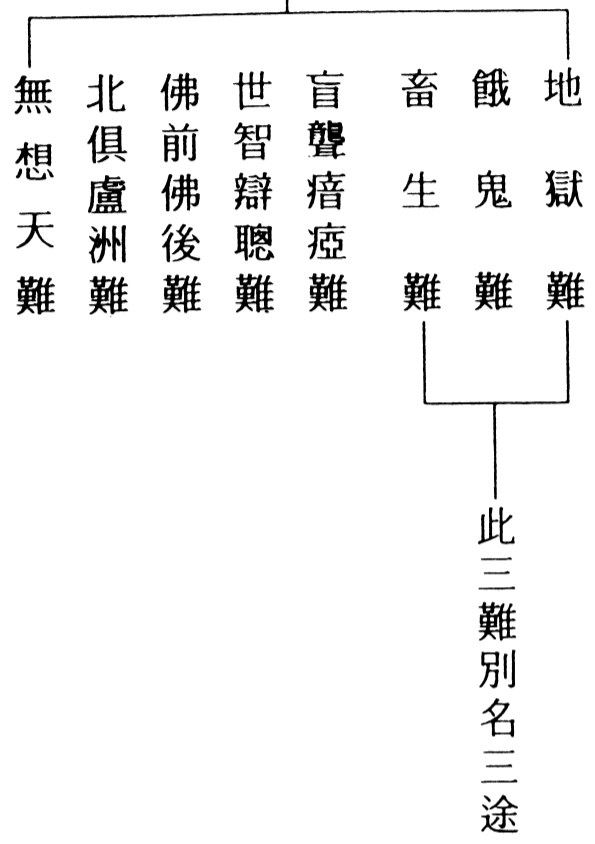 地獄難
餓鬼難
畜生難
盲聾瘖瘂難
世智辯聰難
佛前佛後難
北俱盧洲難
無想天難
此三難別名三途